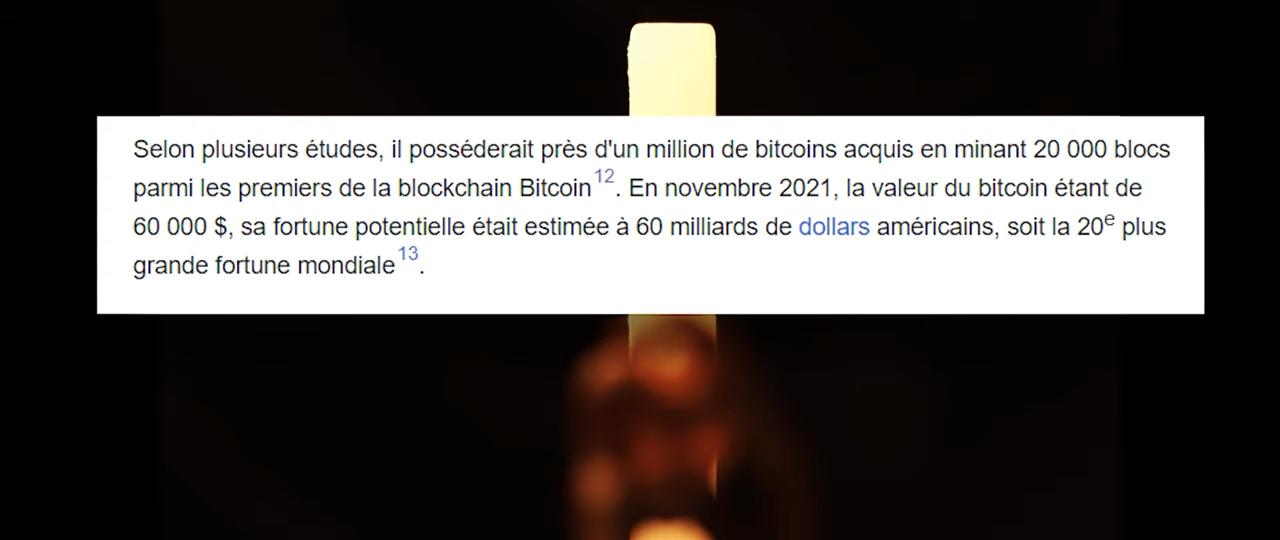 Selon plusieurs études, il posséderait près d'un million de bitcoins acquis en minant 20 000 blocs
parmi les premiers de la blockchain Bitcoin12. En novembre 2021, la valeur du bitcoin étant de
60 000 $, sa fortune potentielle était estimée à 60 milliards de dollars américains, soit la 20e plus
grande fortune mondiale13.